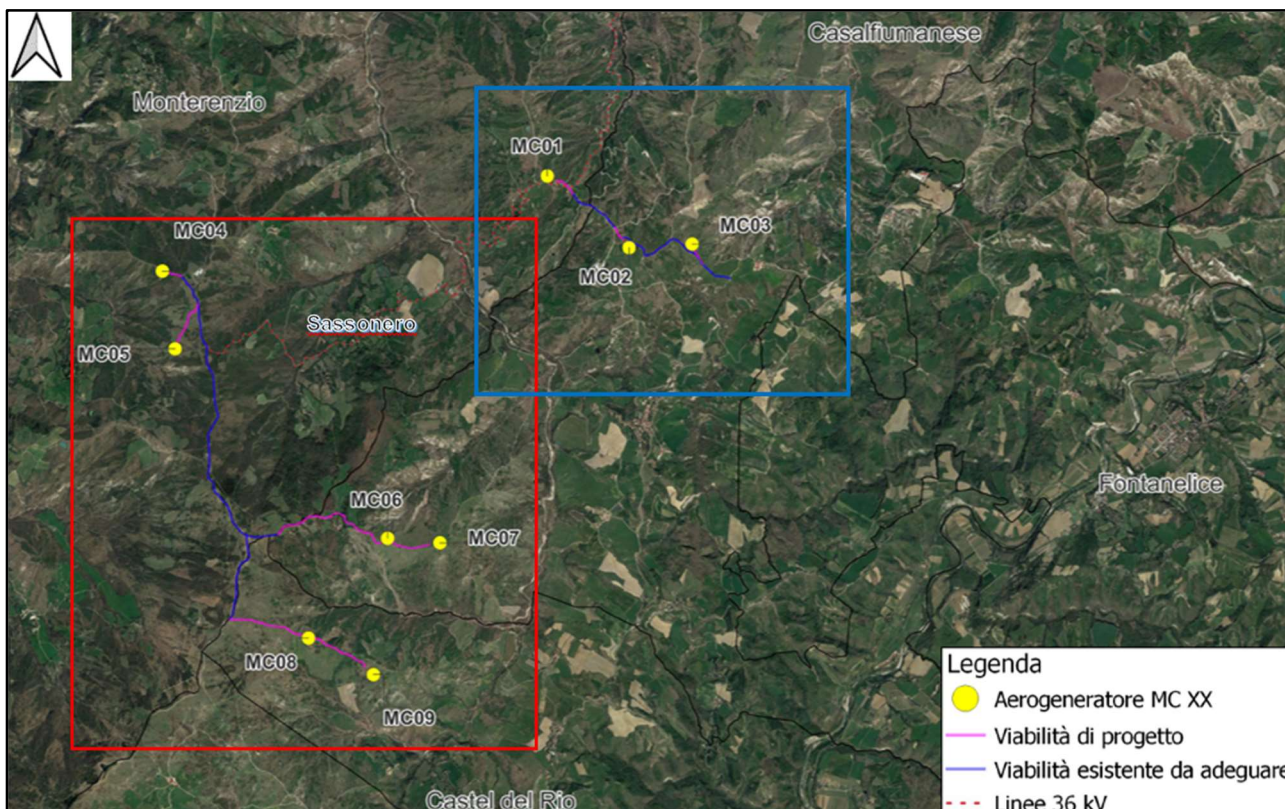 Casalfiumanese
Monterenzio
MC01
MC04
MC03
MC02
Sassonero
MC05
Fontanelice
MC06
MC07
MC08
MC09
Legenda
Aerogeneratore MC XX
Viabilità di progetto
Viabilità esistente da adeguare
Linee 36 kV
Castel del Rio